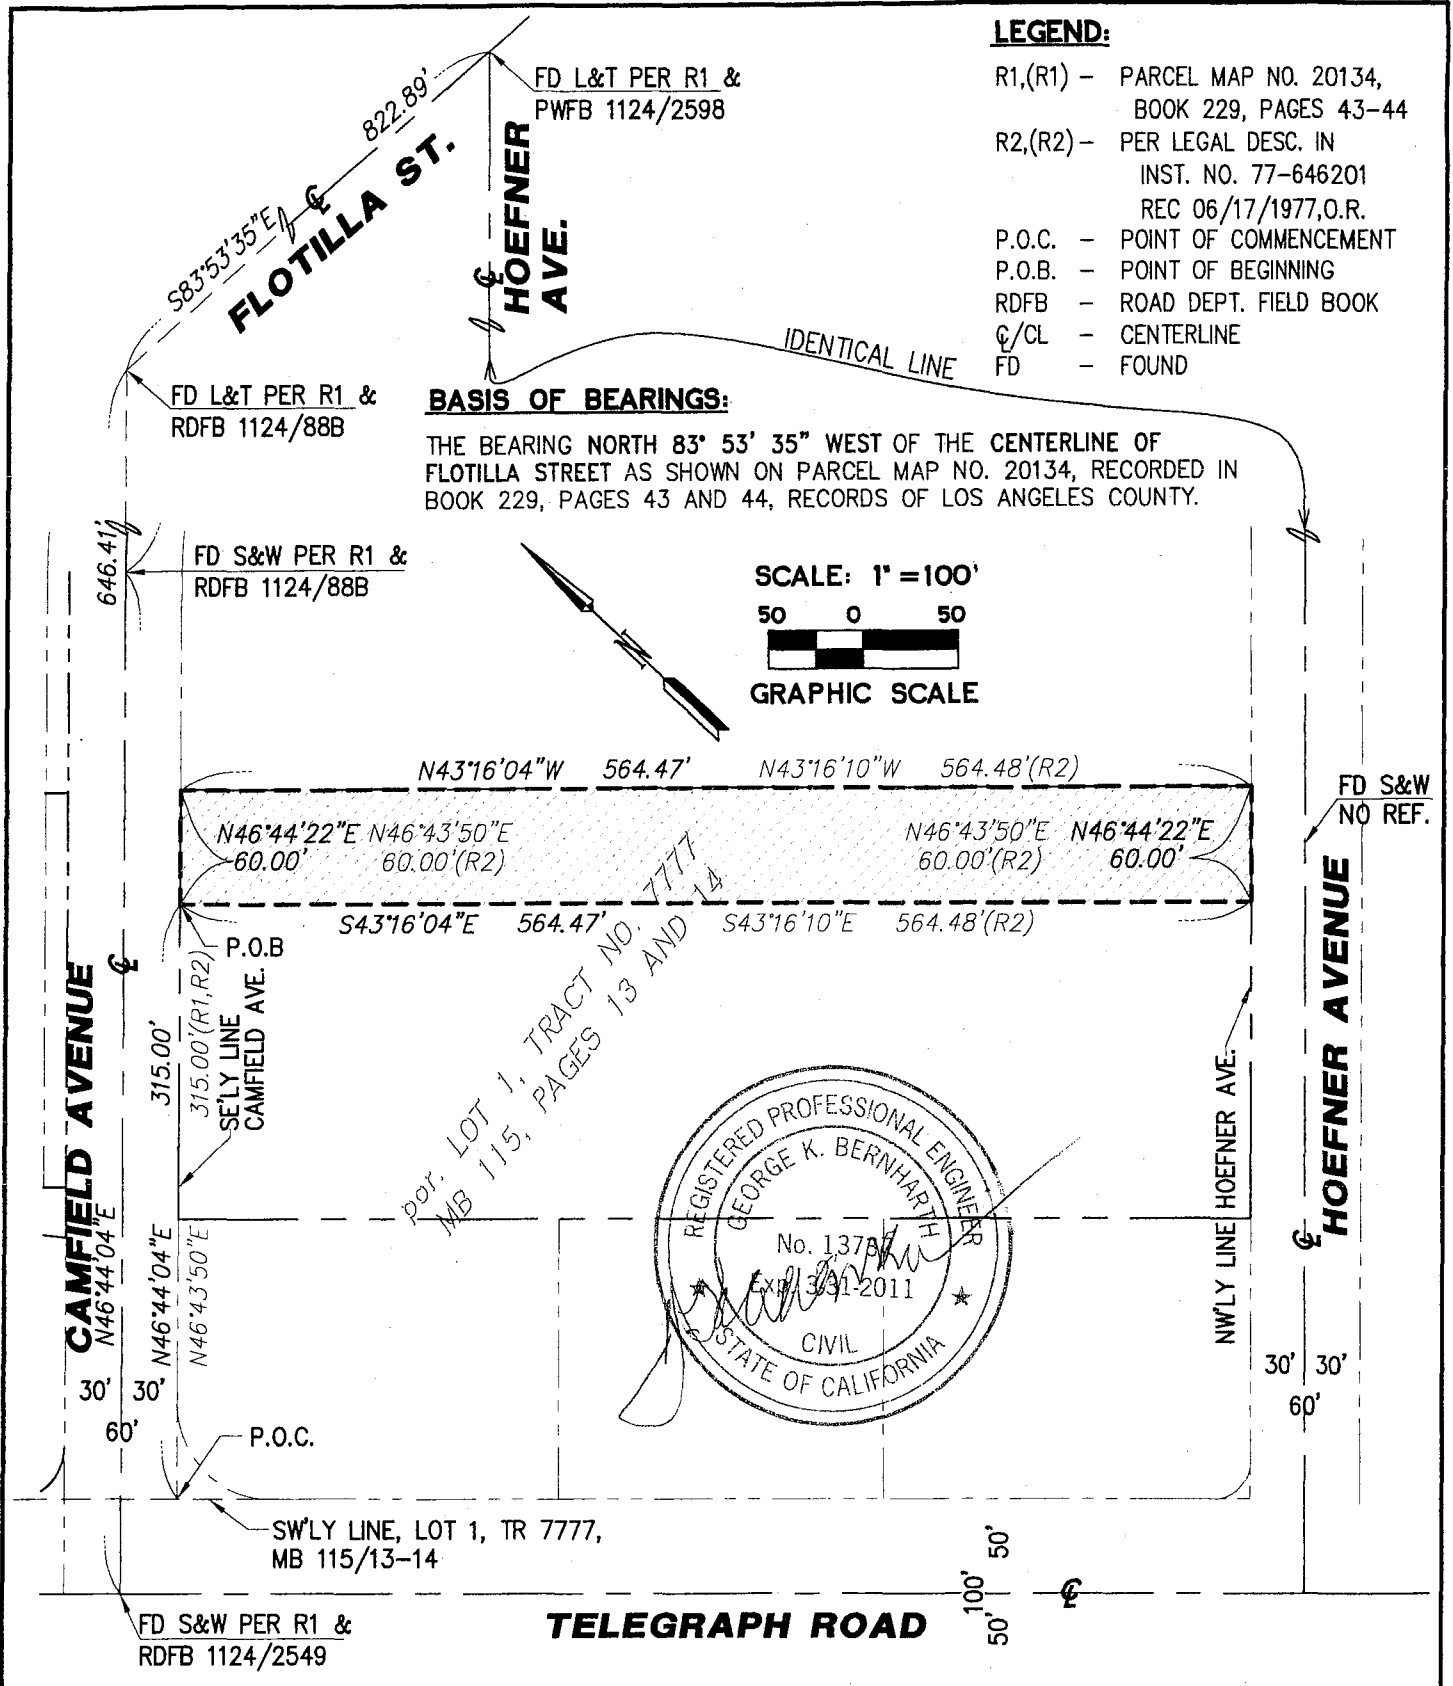 LEGEND:
R1,(R1) – PARCEL MAP NO. 20134,
BOOK 229, PAGES 43–44
R2,(R2) – PER LEGAL DESC. IN
INST. NO. 77–646201
REC 06/17/1977,O.R.
P.O.C. – POINT OF COMMENCEMENT
P.O.B. – POINT OF BEGINNING
RDFB – ROAD DEPT. FIELD BOOK
℄/CL – CENTERLINE
FD – FOUND
FD L&T PER R1 &
PWFB 1124/2598
822.89'
S83°53'35"E
℄
FLOTILLA ST.
℄
HOEFNER
AVE.
IDENTICAL LINE
FD L&T PER R1 &
RDFB 1124/88B
BASIS OF BEARINGS:
THE BEARING NORTH 83° 53' 35" WEST OF THE CENTERLINE OF
FLOTILLA STREET AS SHOWN ON PARCEL MAP NO. 20134, RECORDED IN
BOOK 229, PAGES 43 AND 44, RECORDS OF LOS ANGELES COUNTY.
646.41'
FD S&W PER R1 &
RDFB 1124/88B
N
SCALE: 1" =100'
50 0 50
GRAPHIC SCALE
N43°16'04"W 564.47' N43°16'10"W 564.48'(R2)
FD S&W
NO REF.
N46°44'22"E N46°43'50"E N46°43'50"E N46°44'22"E
60.00' 60.00'(R2) 60.00'(R2) 60.00'
S43°16'04"E 564.47' S43°16'10"E 564.48'(R2)
P.O.B
CAMFIELD AVENUE
℄
N46°44'04"E
315.00'
N46°44'04"E
315.00'(R1,R2)
N46°43'50"E
SE'LY LINE
CAMFIELD AVE.
por. LOT 1, TRACT NO. 7777
MB 115, PAGES 13 AND 14
REGISTERED PROFESSIONAL ENGINEER
GEORGE K. BERNHARTH
Exp. 3-31-2011
CIVIL
STATE OF CALIFORNIA
NW'LY LINE HOEFNER AVE.
℄
HOEFNER AVENUE
30' 30'
60'
30' 30'
60'
P.O.C.
SW'LY LINE, LOT 1, TR 7777,
MB 115/13–14
50'
100'
50'
℄
TELEGRAPH ROAD
FD S&W PER R1 &
RDFB 1124/2549